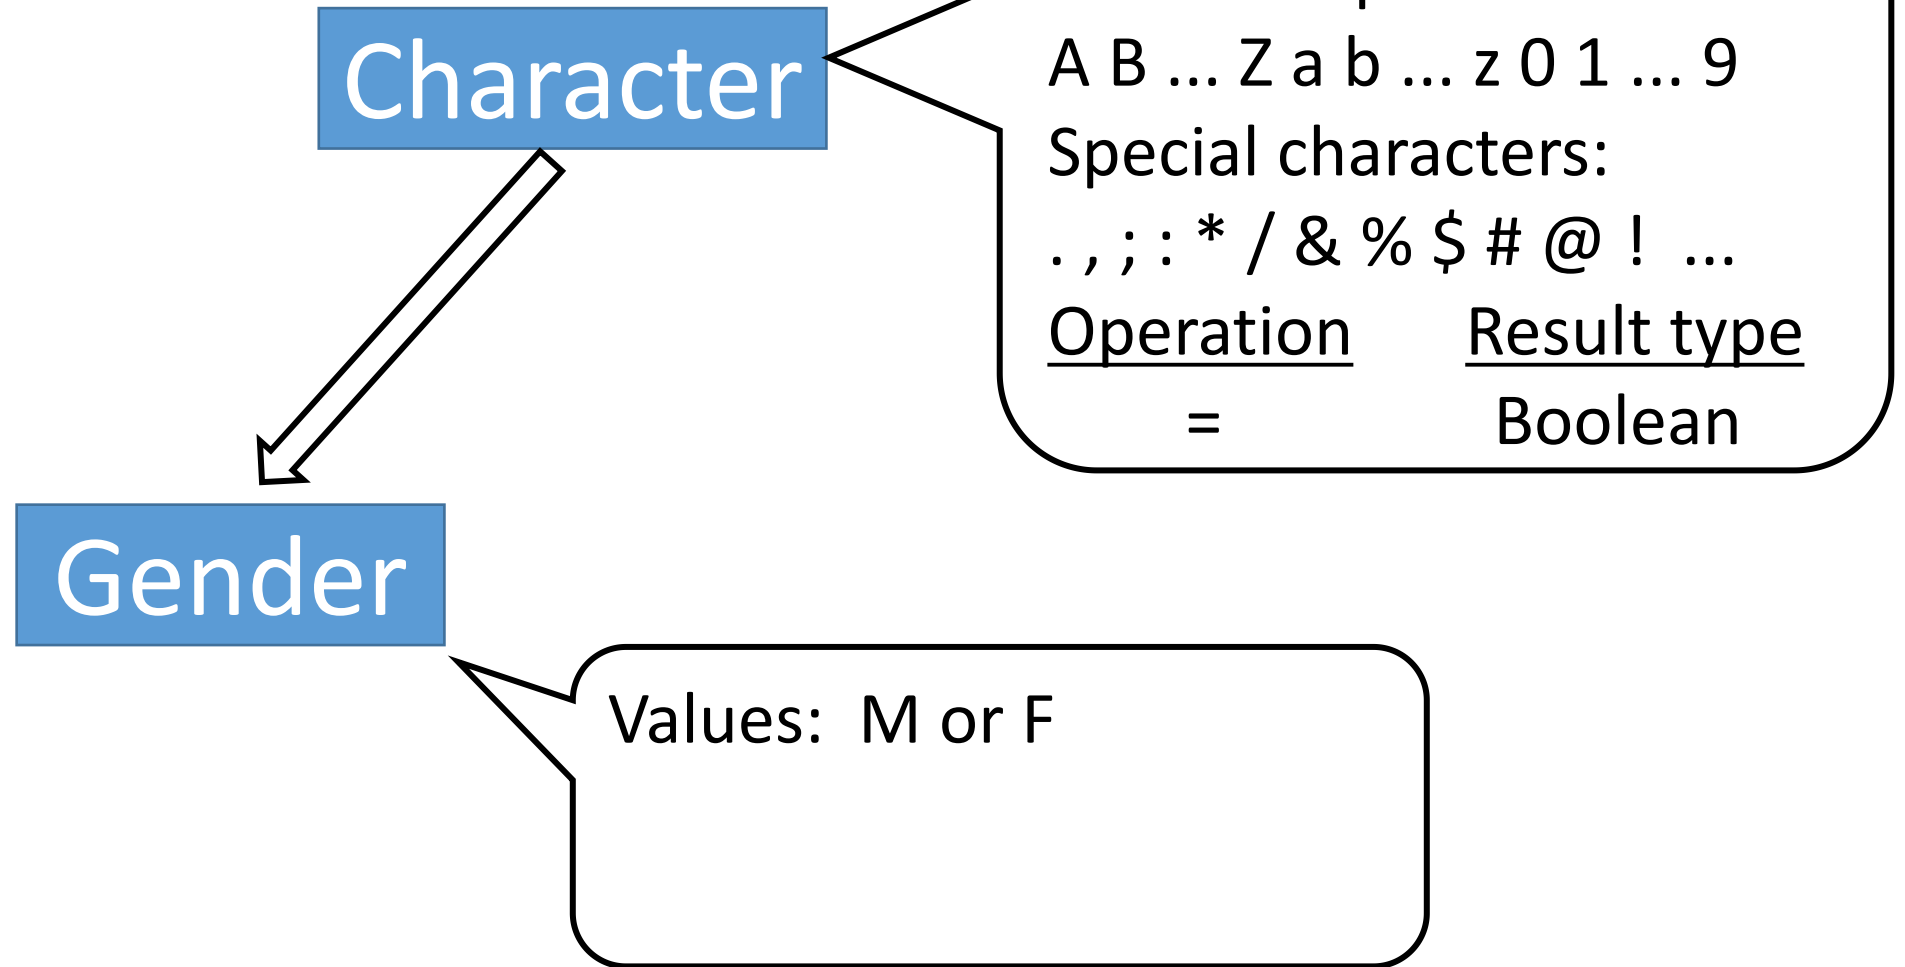 Character
A B ... Z a b ... z 0 1 ... 9
Special characters:
. , ; : * / & % $ # @ ! ...
Operation Result type
= Boolean
Gender
Values: M or F